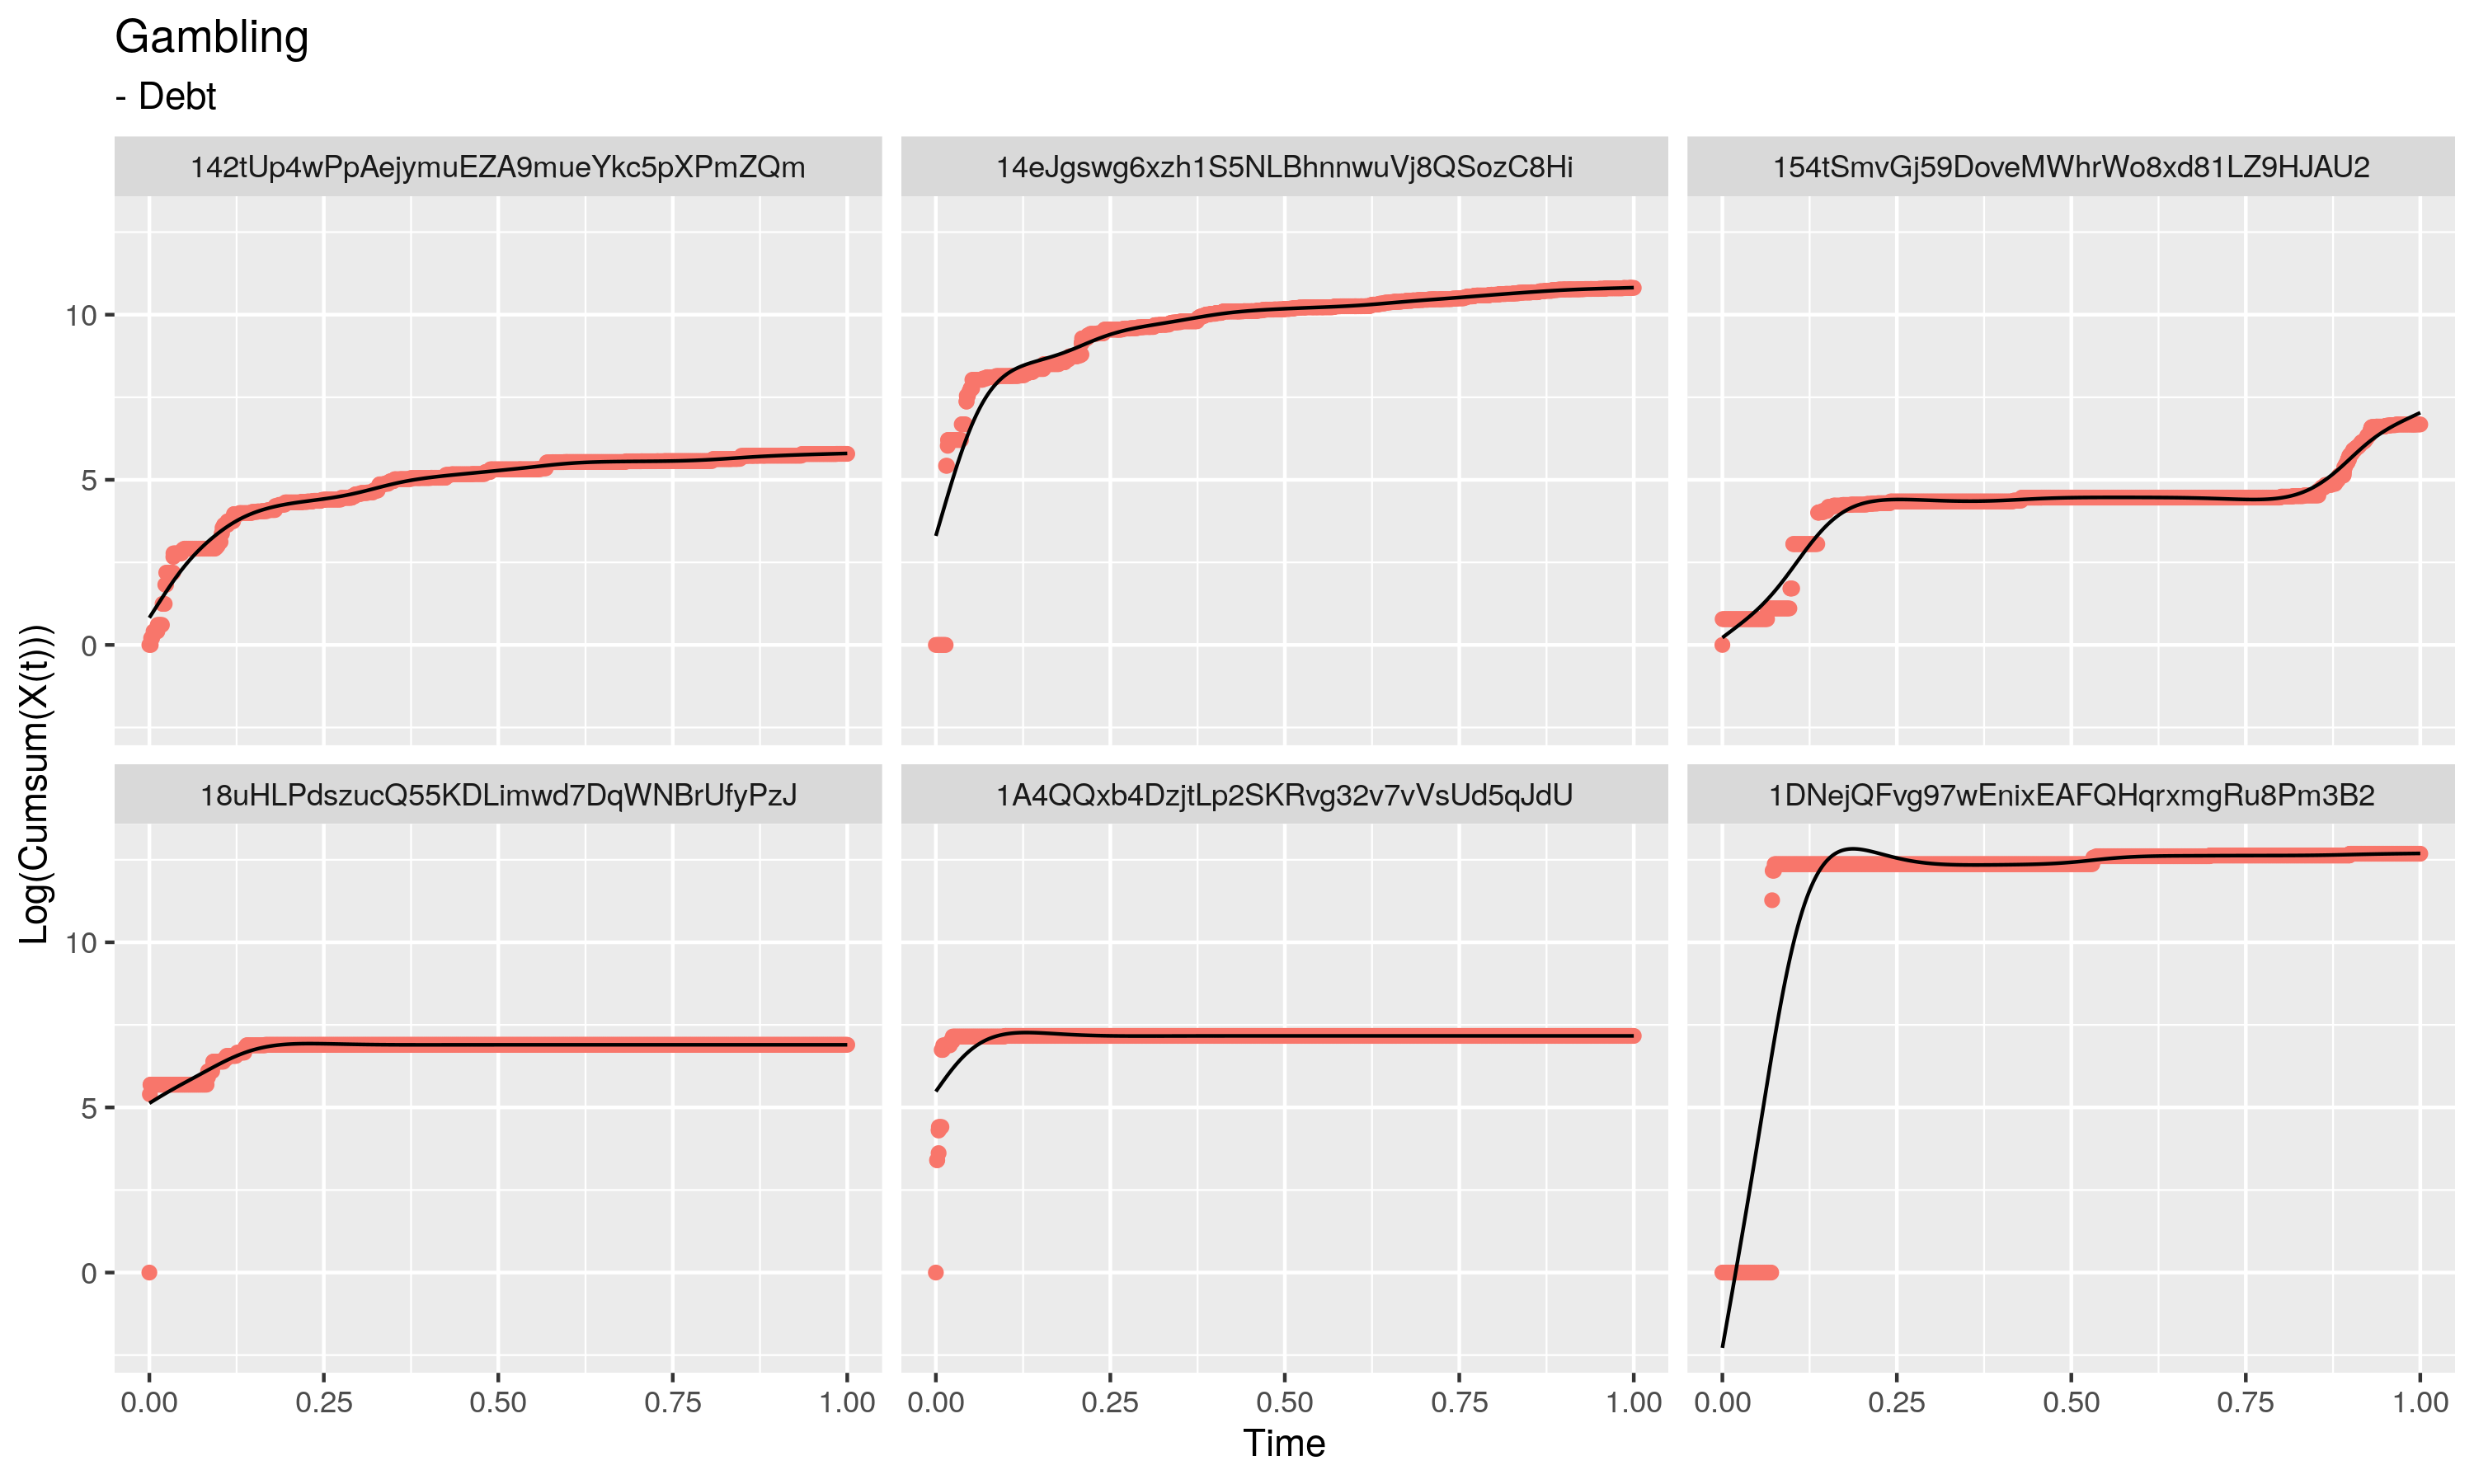 Gambling
- Debt
142tUp4wPpAejymuEZA9mueYkc5pXPmZQm
14eJgswg6xzh1S5NLBhnnwuVj8QSozC8Hi
154tSmvGj59DoveMWhrWo8xd81LZ9HJAU2
10
5
0
Log(Cumsum(X(t)))
18uHLPdszucQ55KDLimwd7DqWNBrUfyPzJ
1A4QQxb4DzjtLp2SKRvg32v7vVsUd5qJdU
1DNejQFvg97wEnixEAFQHqrxmgRu8Pm3B2
10
5
0
0.00 0.25 0.50 0.75 1.00
0.00 0.25 0.50 0.75 1.00
0.00 0.25 0.50 0.75 1.00
Time